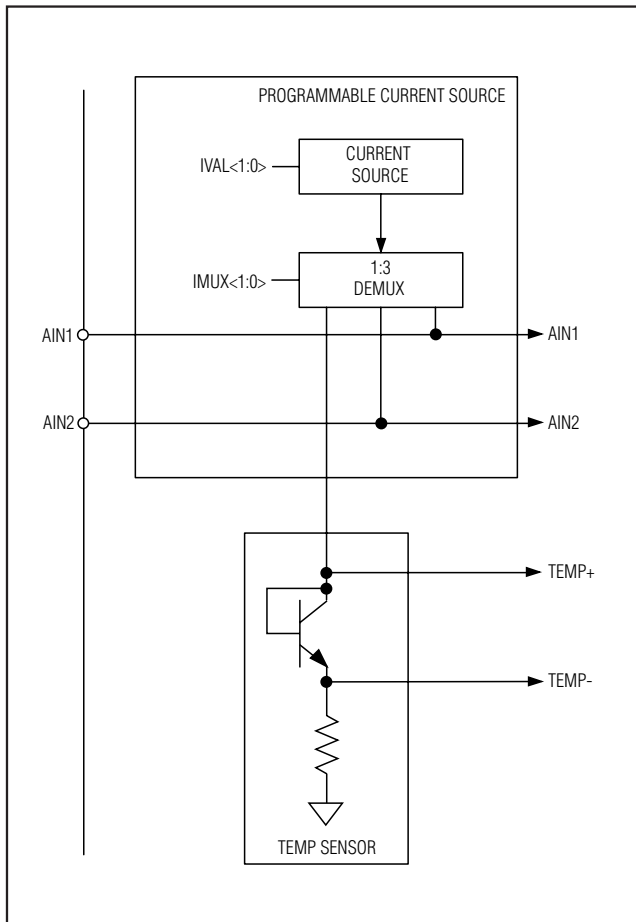 PROGRAMMABLE CURRENT SOURCE
CURRENT
SOURCE
IVAL<1:0>
1:3
DEMUX
IMUX<1:0>
AIN1
AIN1
AIN2
AIN2
TEMP+
TEMP-
TEMP SENSOR